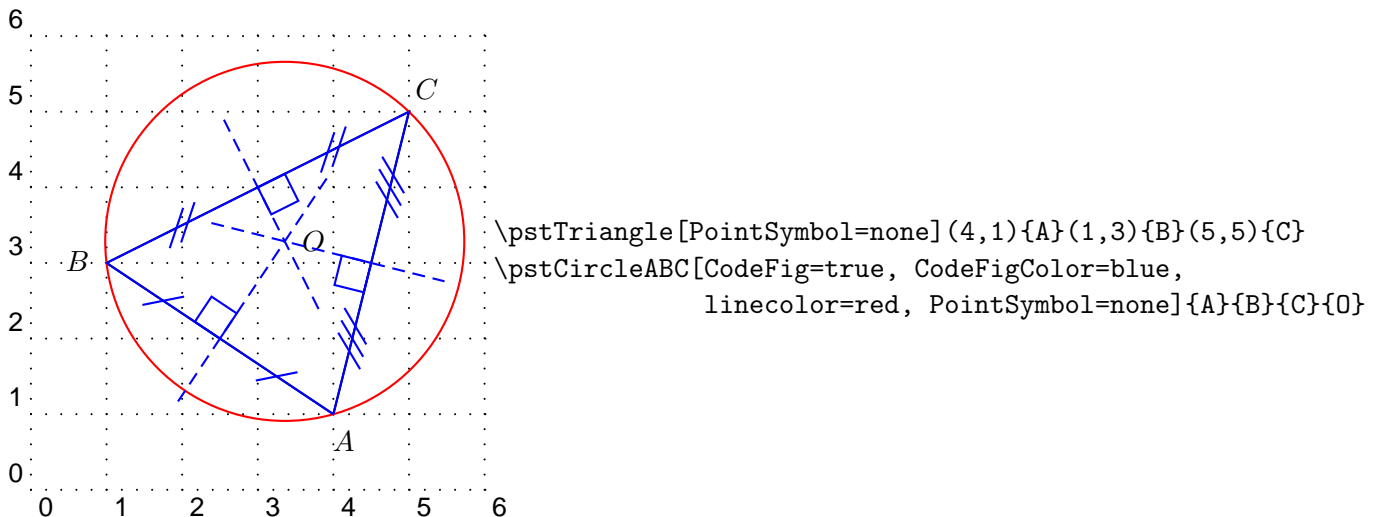 6
C
5
4
\pstTriangle[PointSymbol=none](4,1){A}(1,3){B}(5,5){C}
3
O
B
\pstCircleABC[CodeFig=true, CodeFigColor=blue,
linecolor=red, PointSymbol=none]{A}{B}{C}{O}
2
1
A
0
0 1 2 3 4 5 6